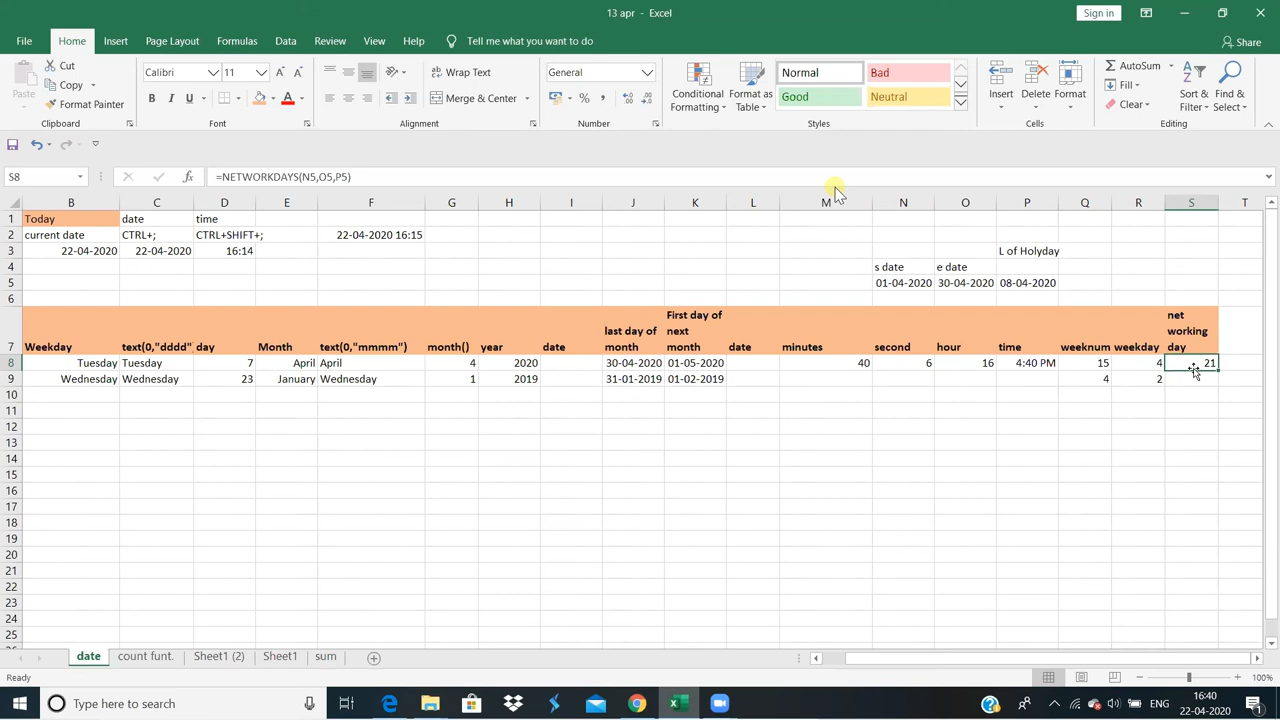 13 apr - Excel
Sign in
File Home Insert Page Layout Formulas Data Review View Help Tell me what you want to do Share
Paste Cut Copy Format Painter
Calibri 11
B I U
Wrap Text
Merge & Center
General
Conditional Formatting Format as Table
Normal Bad
Good Neutral
Insert Delete Format
AutoSum Fill Clear
Sort & Filter Find & Select
Clipboard Font Alignment Number Styles Cells Editing
S8 fx =NETWORKDAYS(N5,O5,P5)
B C D E F G H I J K L M N O P Q R S T
1 Today date time
2 current date CTRL+; CTRL+SHIFT+; 22-04-2020 16:15
3 22-04-2020 22-04-2020 16:14 L of Holyday
4 s date e date
5 01-04-2020 30-04-2020 08-04-2020
6
7 Weekday text(0,"dddd" day Month text(0,"mmmm") month() year date last day of month First day of next month date minutes second hour time weeknum weekday net working day
8 Tuesday Tuesday 7 April April 4 2020 30-04-2020 01-05-2020 40 6 16 4:40 PM 15 4 21
9 Wednesday Wednesday 23 January Wednesday 1 2019 31-01-2019 01-02-2019 4 2
10
11
12
13
14
15
16
17
18
19
20
21
22
23
24
25
date count funt. Sheet1 (2) Sheet1 sum
Ready 100%
Type here to search
16:40
22-04-2020